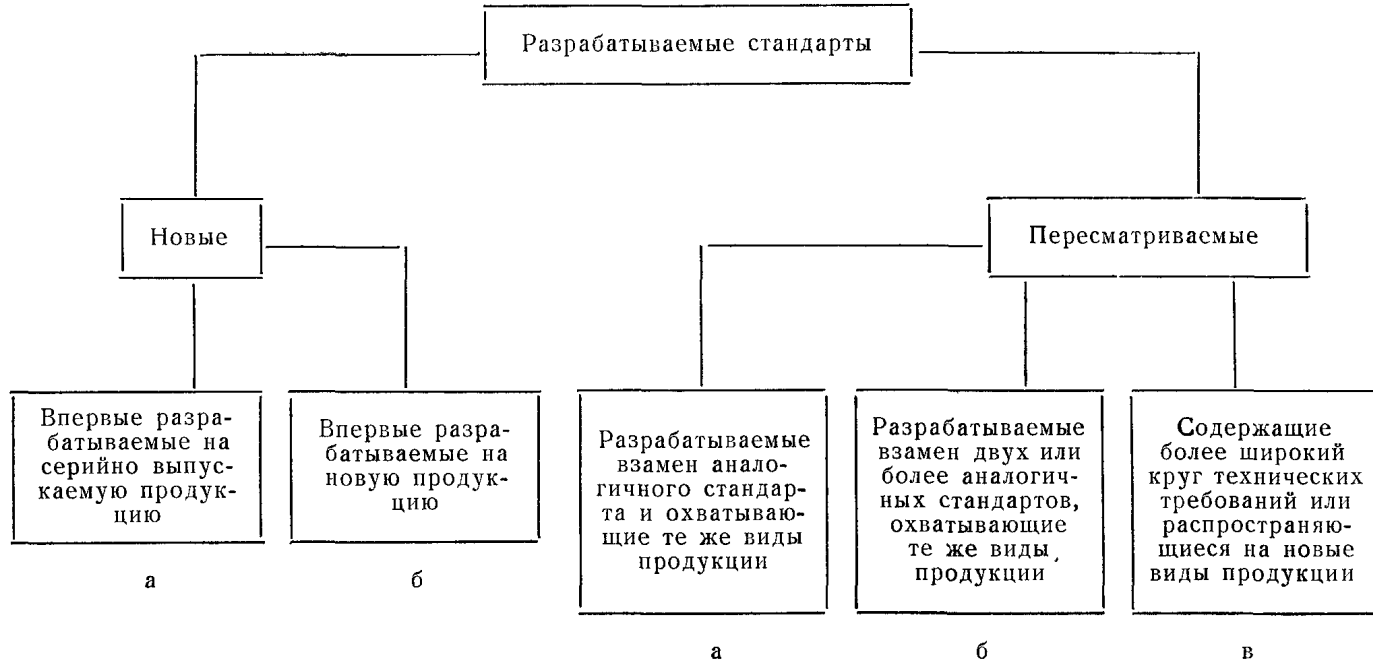 Разрабатываемые стандарты
Новые
Пересматриваемые
Впервые разра-
батываемые на
серийно выпус-
каемую продук-
цию
Впервые разра-
батываемые на
новую продук-
цию
Разрабатываемые
взамен анало-
гичного стандар-
та и охватываю-
щие те же виды
продукции
Разрабатываемые
взамен двух или
более аналогич-
ных стандартов,
охватывающие
те же виды
продукции
Содержащие
более широкий
круг технических
требований или
распространяю-
щиеся на новые
виды продукции
а
б
а
б
в